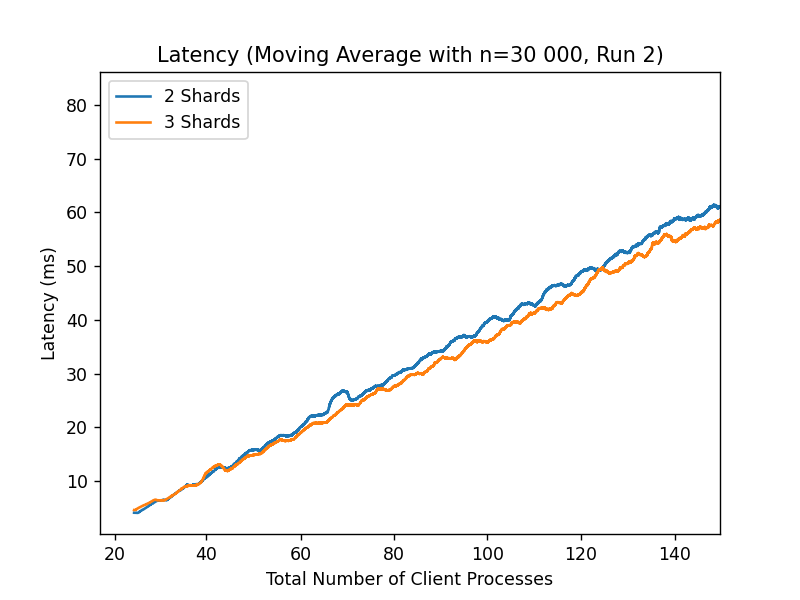 Latency (Moving Average with n=30 000, Run 2)
2 Shards
3 Shards
80
70
60
50
40
30
20
10
Latency (ms)
20 40 60 80 100 120 140
Total Number of Client Processes